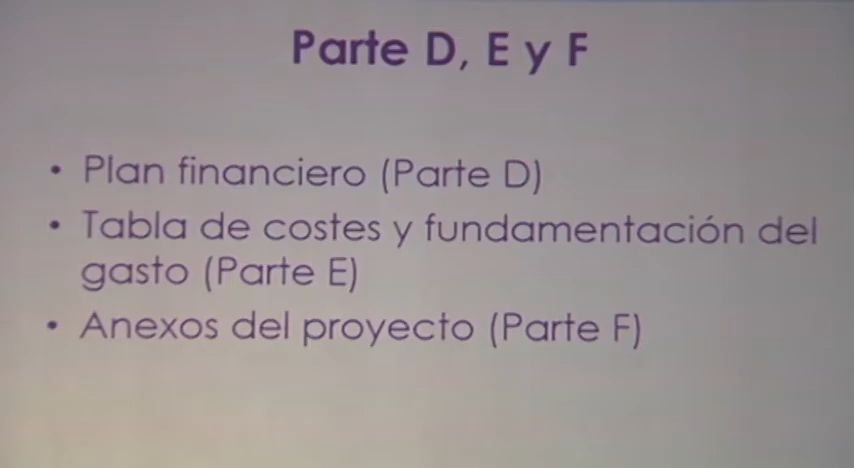 Parte D, E y F
• Plan financiero (Parte D)
• Tabla de costes y fundamentación del
gasto (Parte E)
• Anexos del proyecto (Parte F)